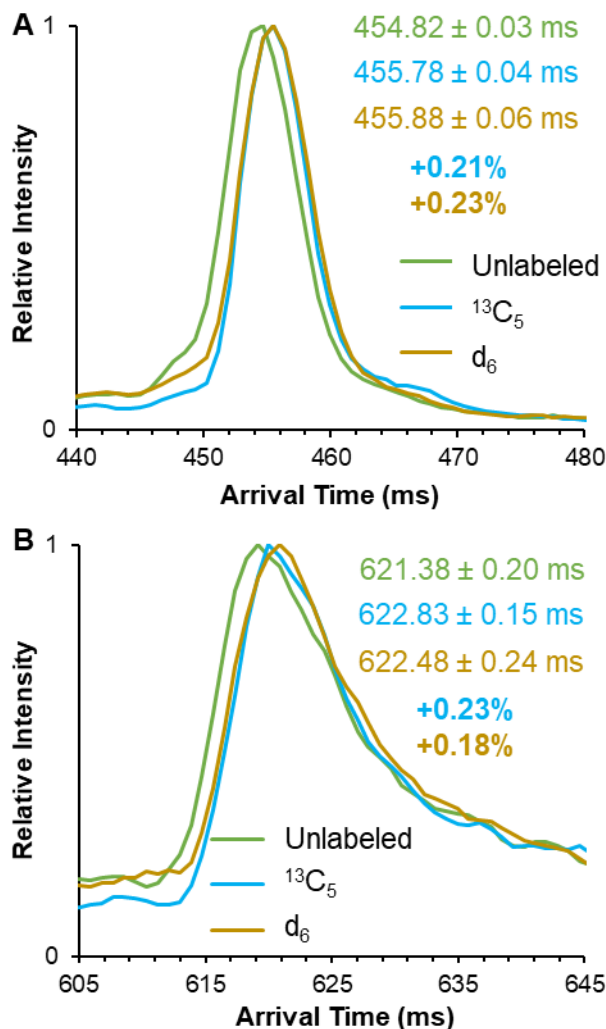 A
1
454.82 ± 0.03 ms
455.78 ± 0.04 ms
455.88 ± 0.06 ms
+0.21%
+0.23%
Relative Intensity
Unlabeled
¹³C₅
d₆
0
440 450 460 470 480
Arrival Time (ms)
B
1
621.38 ± 0.20 ms
622.83 ± 0.15 ms
622.48 ± 0.24 ms
+0.23%
+0.18%
Relative Intensity
Unlabeled
¹³C₅
d₆
0
605 615 625 635 645
Arrival Time (ms)